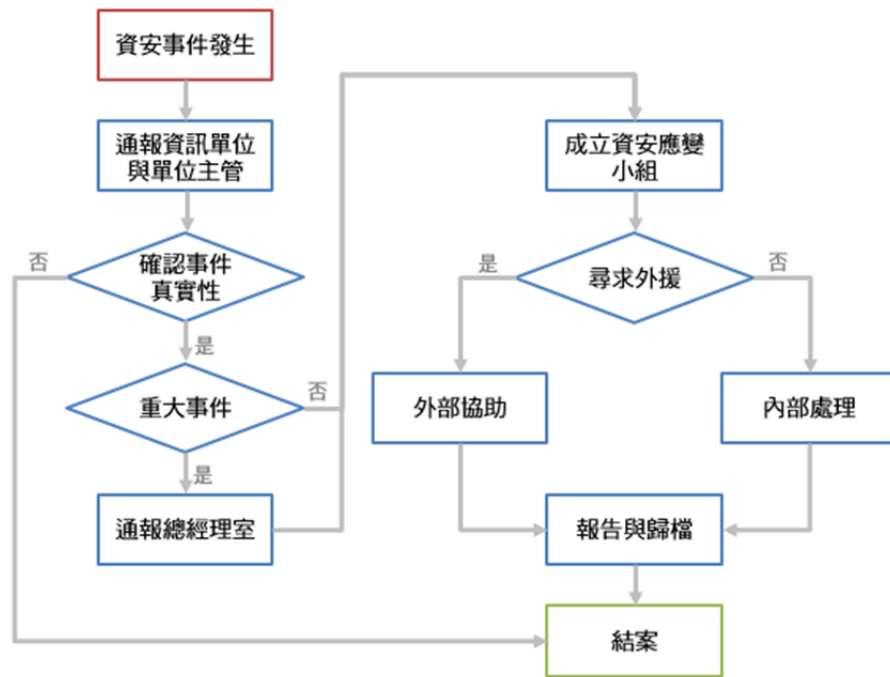 資安事件發生
通報資訊單位
與單位主管
否
確認事件
真實性
是
重大事件
否
是
通報總經理室
成立資安應變
小組
是
尋求外援
否
外部協助
內部處理
報告與歸檔
結案